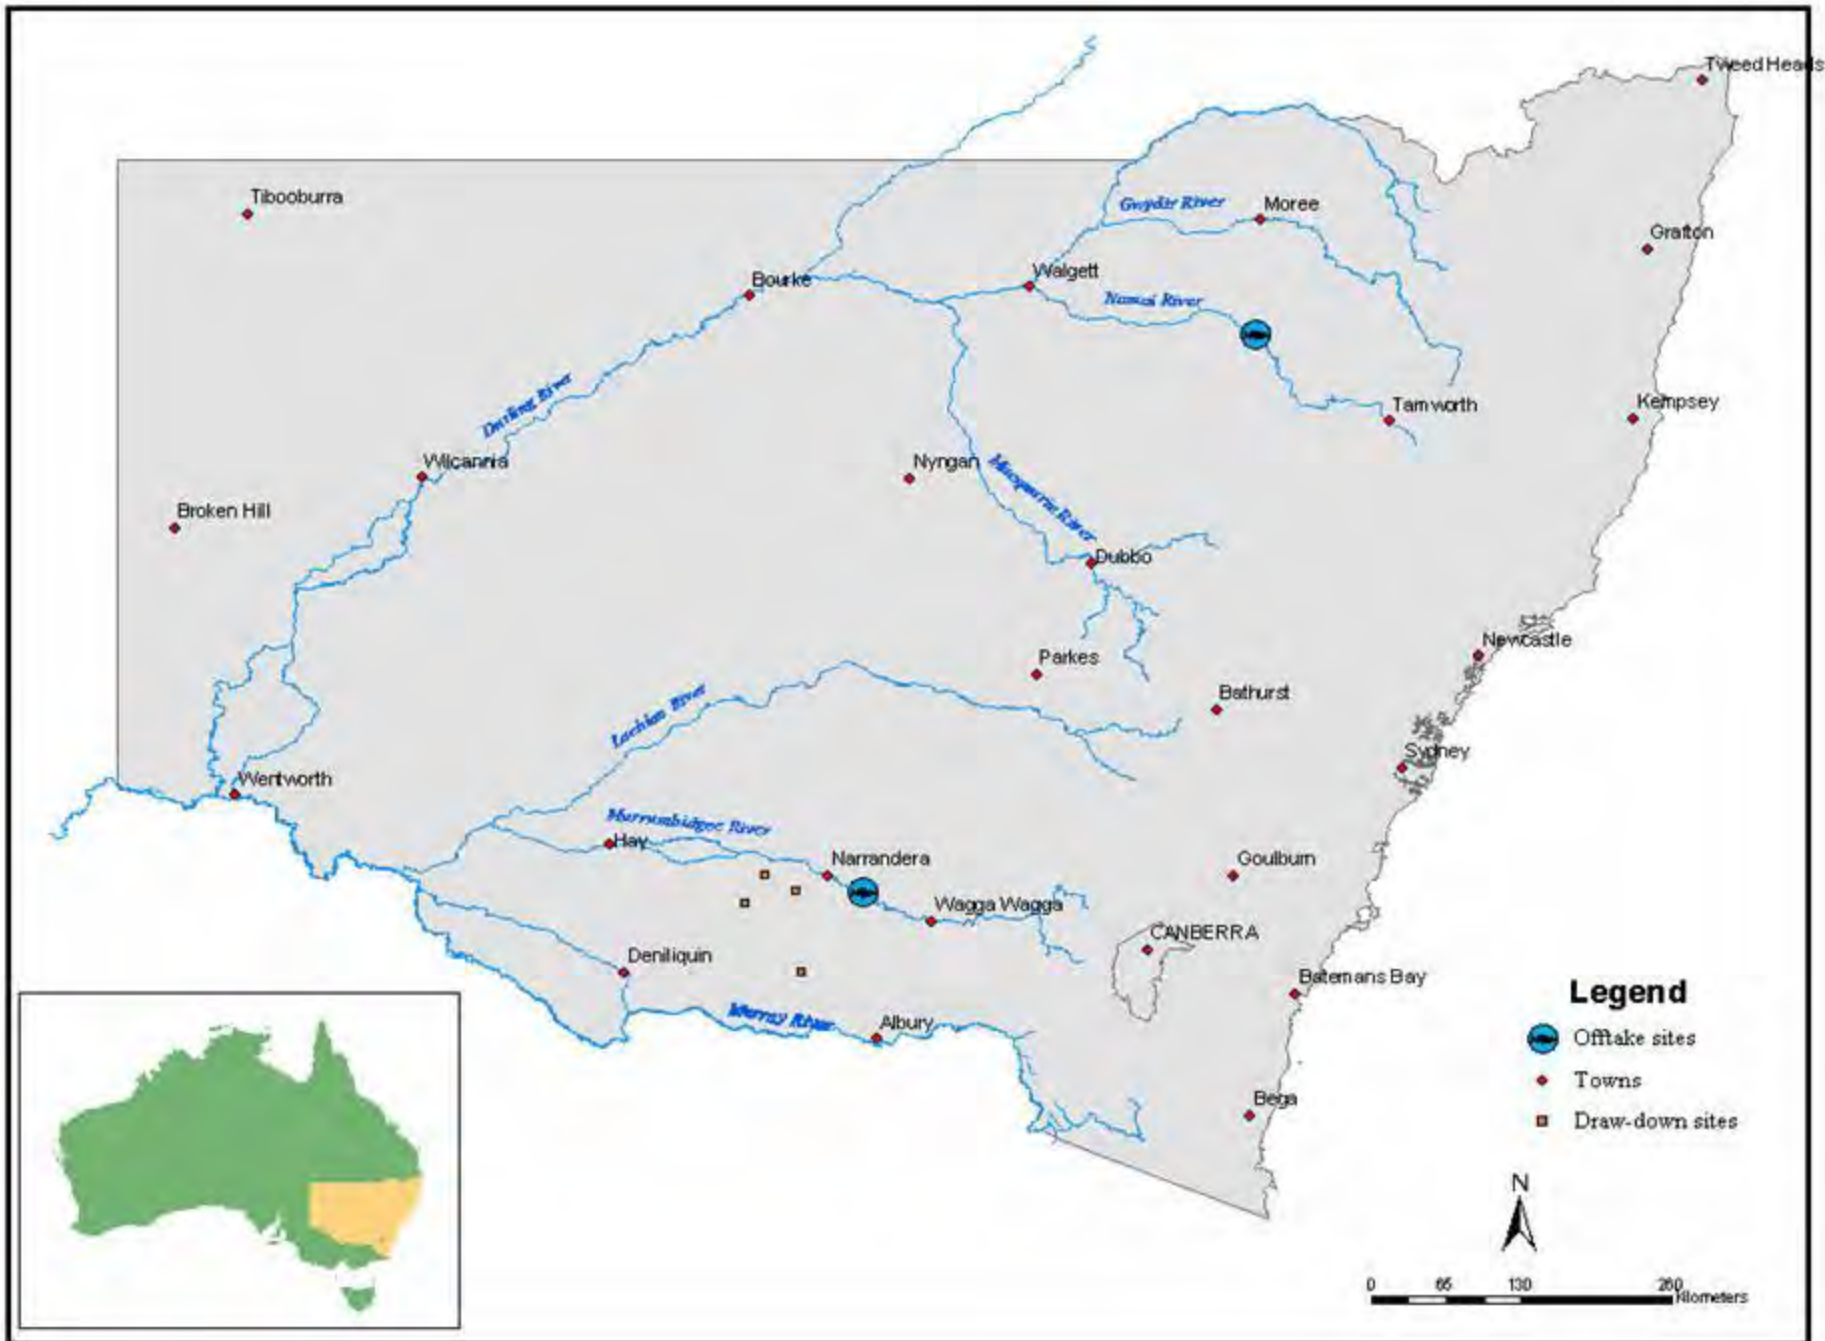 Tweed Heads
Tibooburra
Gwydir River
Moree
Grafton
Bourke
Walgett
Namoi River
Darling River
Tamworth
Kempsey
Wilcannia
Nyngan
Macquarie River
Broken Hill
Dubbo
Newcastle
Parkes
Bathurst
Lachlan River
Sydney
Wentworth
Murrumbidgee River
Hay
Narrandera
Goulburn
Wagga Wagga
CANBERRA
Deniliquin
Batemans Bay
Murray River
Albury
Bega
Legend
Offtake sites
Towns
Draw-down sites
N
0 65 130 260
Kilometers